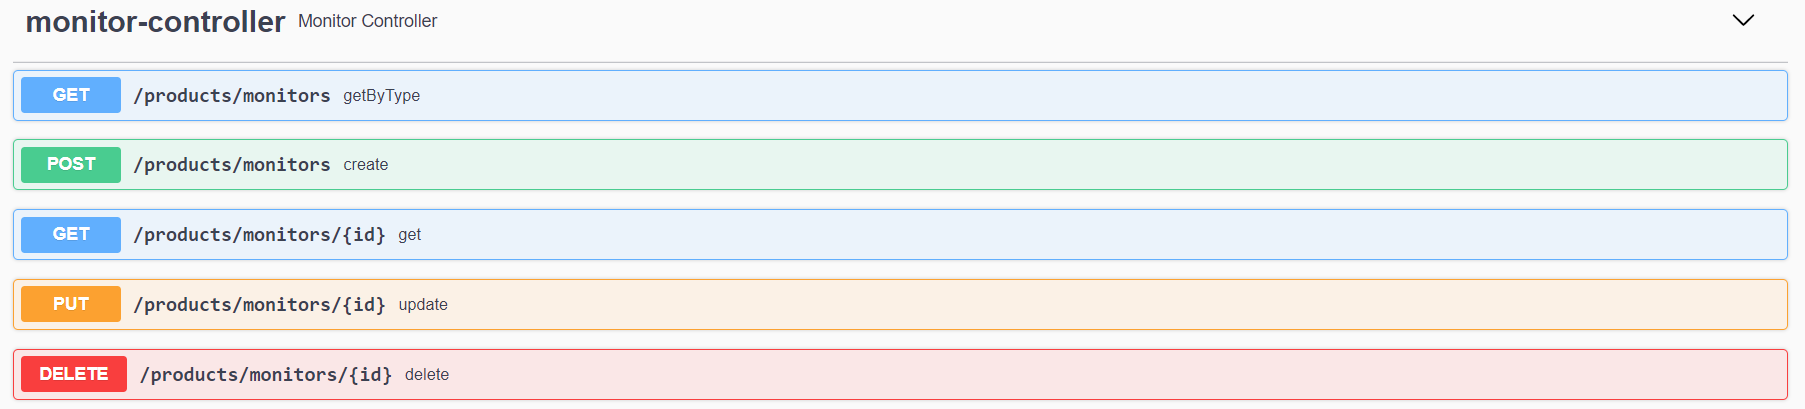 monitor-controller Monitor Controller
GET /products/monitors getByType
POST /products/monitors create
GET /products/monitors/{id} get
PUT /products/monitors/{id} update
DELETE /products/monitors/{id} delete